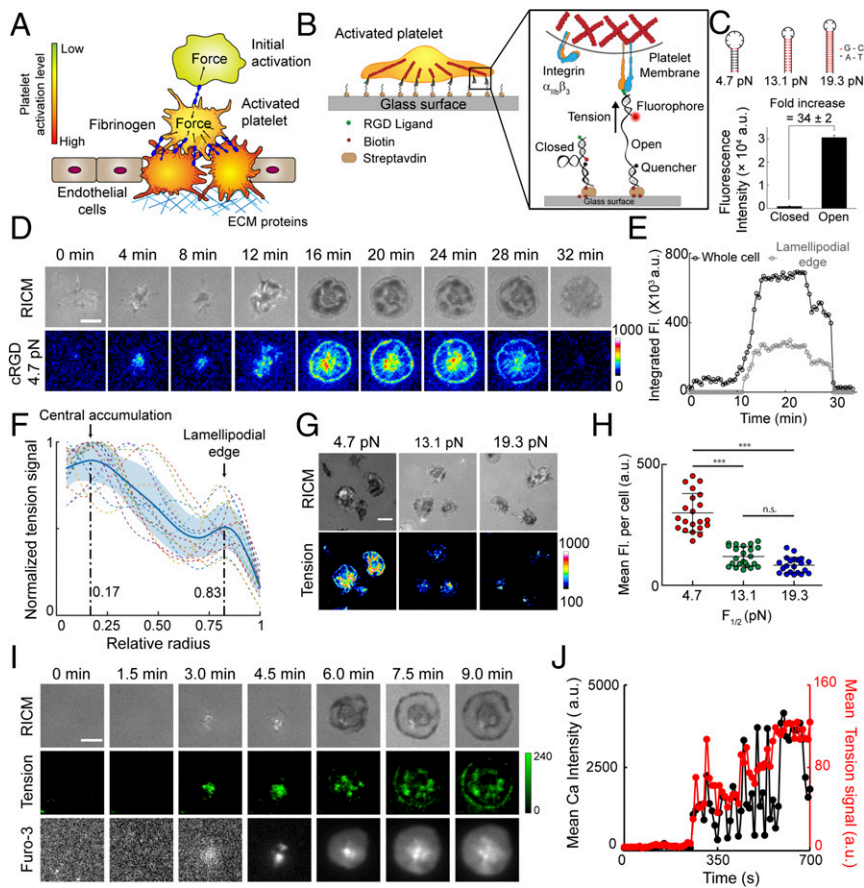 A
Low
Platelet activation level
High
Force
Initial activation
Fibrinogen
Force
Activated platelet
Endothelial cells
ECM proteins
B
Activated platelet
Glass surface
RGD Ligand
Biotin
Streptavdin
Integrin
αIIbβ3
Platelet Membrane
Tension
Fluorophore
Open
Closed
Quencher
Glass surface
C
G - C
A - T
4.7 pN 13.1 pN 19.3 pN
Fold increase
= 34 ± 2
Fluorescence Intensity (× 10⁴ a.u.)
3
2
1
0
Closed Open
D
0 min 4 min 8 min 12 min 16 min 20 min 24 min 28 min 32 min
RICM
cRGD 4.7 pN
1000
0
E
Lamellipodial edge
Whole cell
Integrated Fl. (X10³ a.u.)
800
400
0
0 10 20 30
Time (min)
F
Central accumulation
Lamellipodial edge
Normalized tension signal
1
0.5
0
0.17
0.83
0 0.25 0.5 0.75 1
Relative radius
G
4.7 pN 13.1 pN 19.3 pN
RICM
Tension
1000
100
H
***
***
n.s.
Mean Fl. per cell (a.u.)
500
0
4.7 13.1 19.3
F1/2 (pN)
I
0 min 1.5 min 3.0 min 4.5 min 6.0 min 7.5 min 9.0 min
RICM
Tension
240
0
Furo-3
J
Mean Ca Intensity ( a.u.)
5000
2500
0
160
80
0
Mean Tension signal (a.u.)
350 700
Time (s)